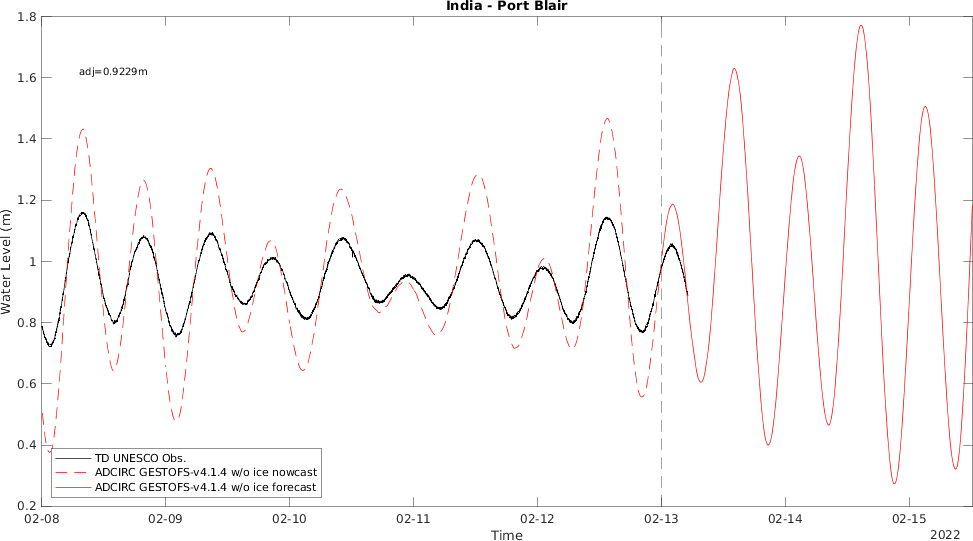 India - Port Blair
adj=0.9229m
Water Level (m)
1.8
1.6
1.4
1.2
1
0.8
0.6
0.4
0.2
TD UNESCO Obs.
ADCIRC GESTOFS-v4.1.4 w/o ice nowcast
ADCIRC GESTOFS-v4.1.4 w/o ice forecast
02-08 02-09 02-10 02-11 02-12 02-13 02-14 02-15
Time
2022